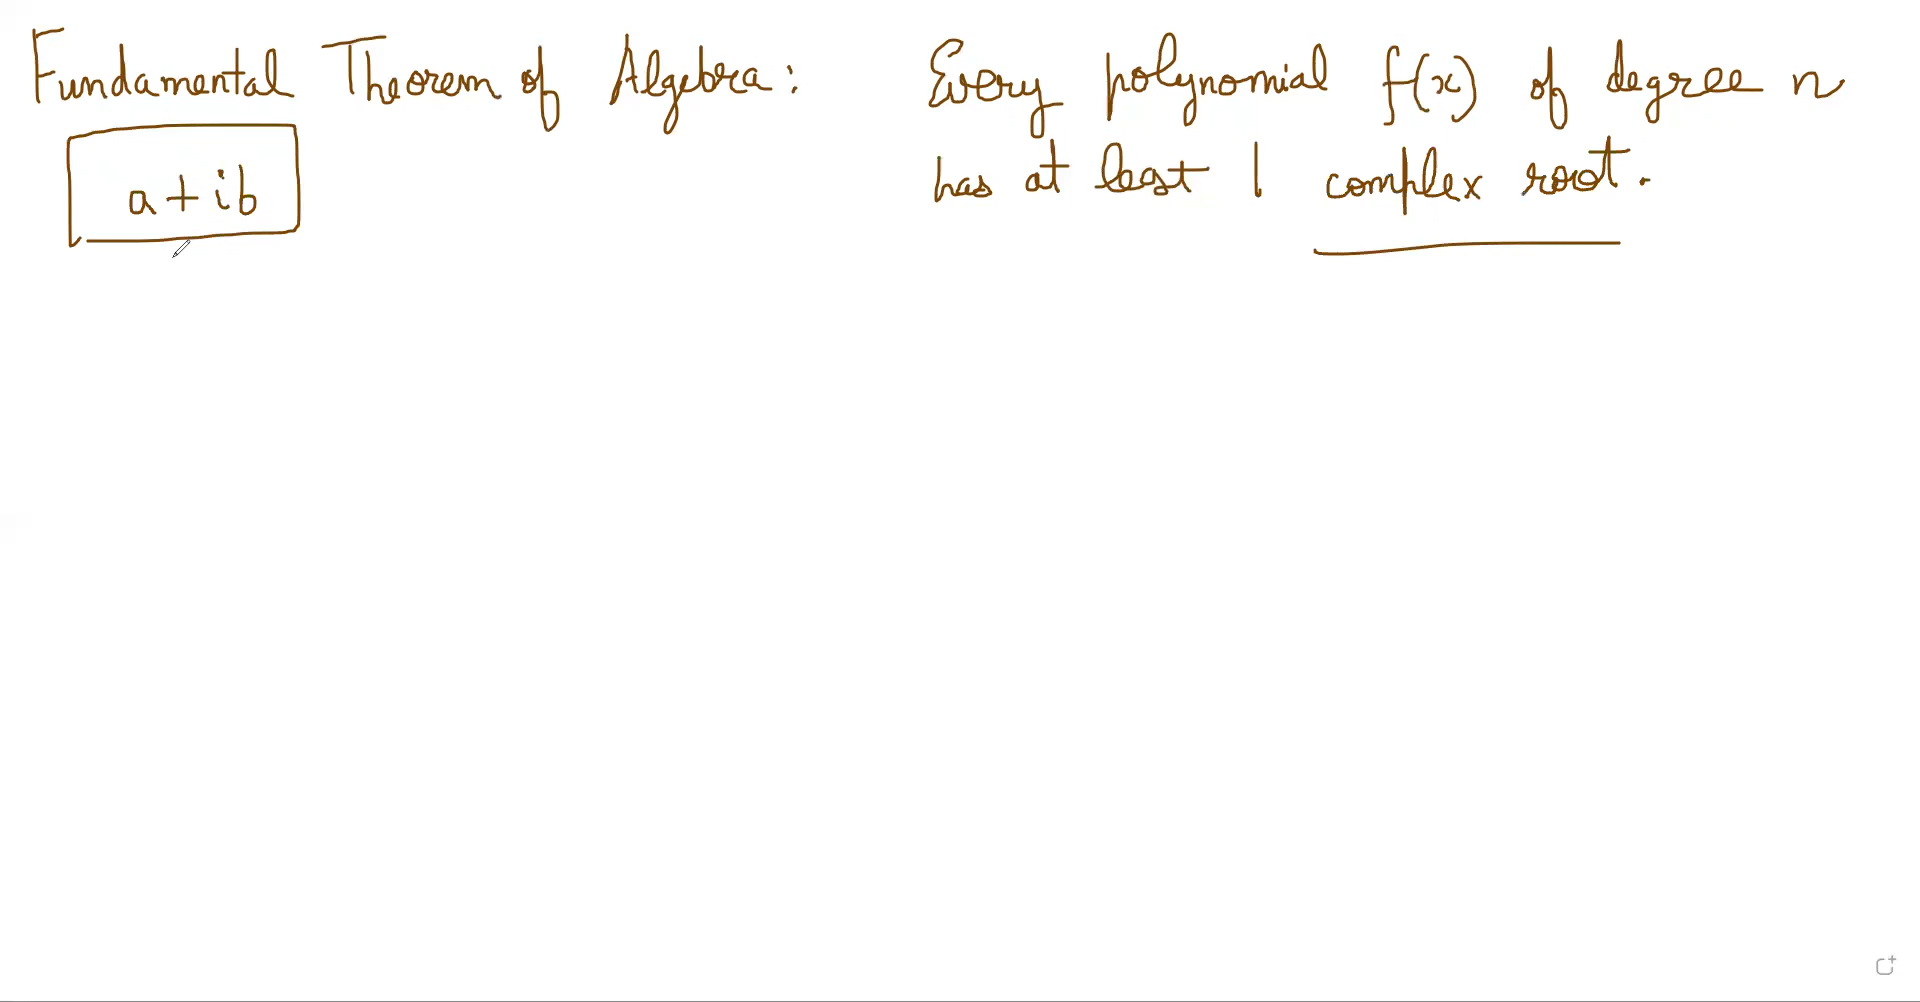 Fundamental Theorem of Algebra: Every polynomial f(x) of degree n
has at least 1 complex root.
a + ib